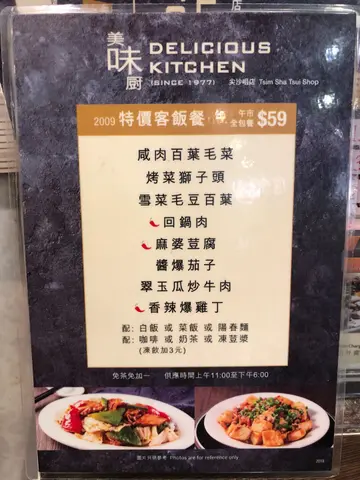 美味厨
DELICIOUS
KITCHEN
(SINCE 1977) 尖沙咀店 Tsim Sha Tsui Shop
2009 特價客飯餐 午市全包價 $59
咸肉百葉毛菜
烤菜獅子頭
雪菜毛豆百葉
回鍋肉
麻婆荳腐
醬爆茄子
翠玉瓜炒牛肉
香辣爆雞丁
配: 白飯 或 菜飯 或 陽春麵
配: 咖啡 或 奶茶 或 凍荳漿
(凍飲加3元)
免茶免加一 供應時間上午11:00至下午6:00
圖片只供參考 Photos are for reference only